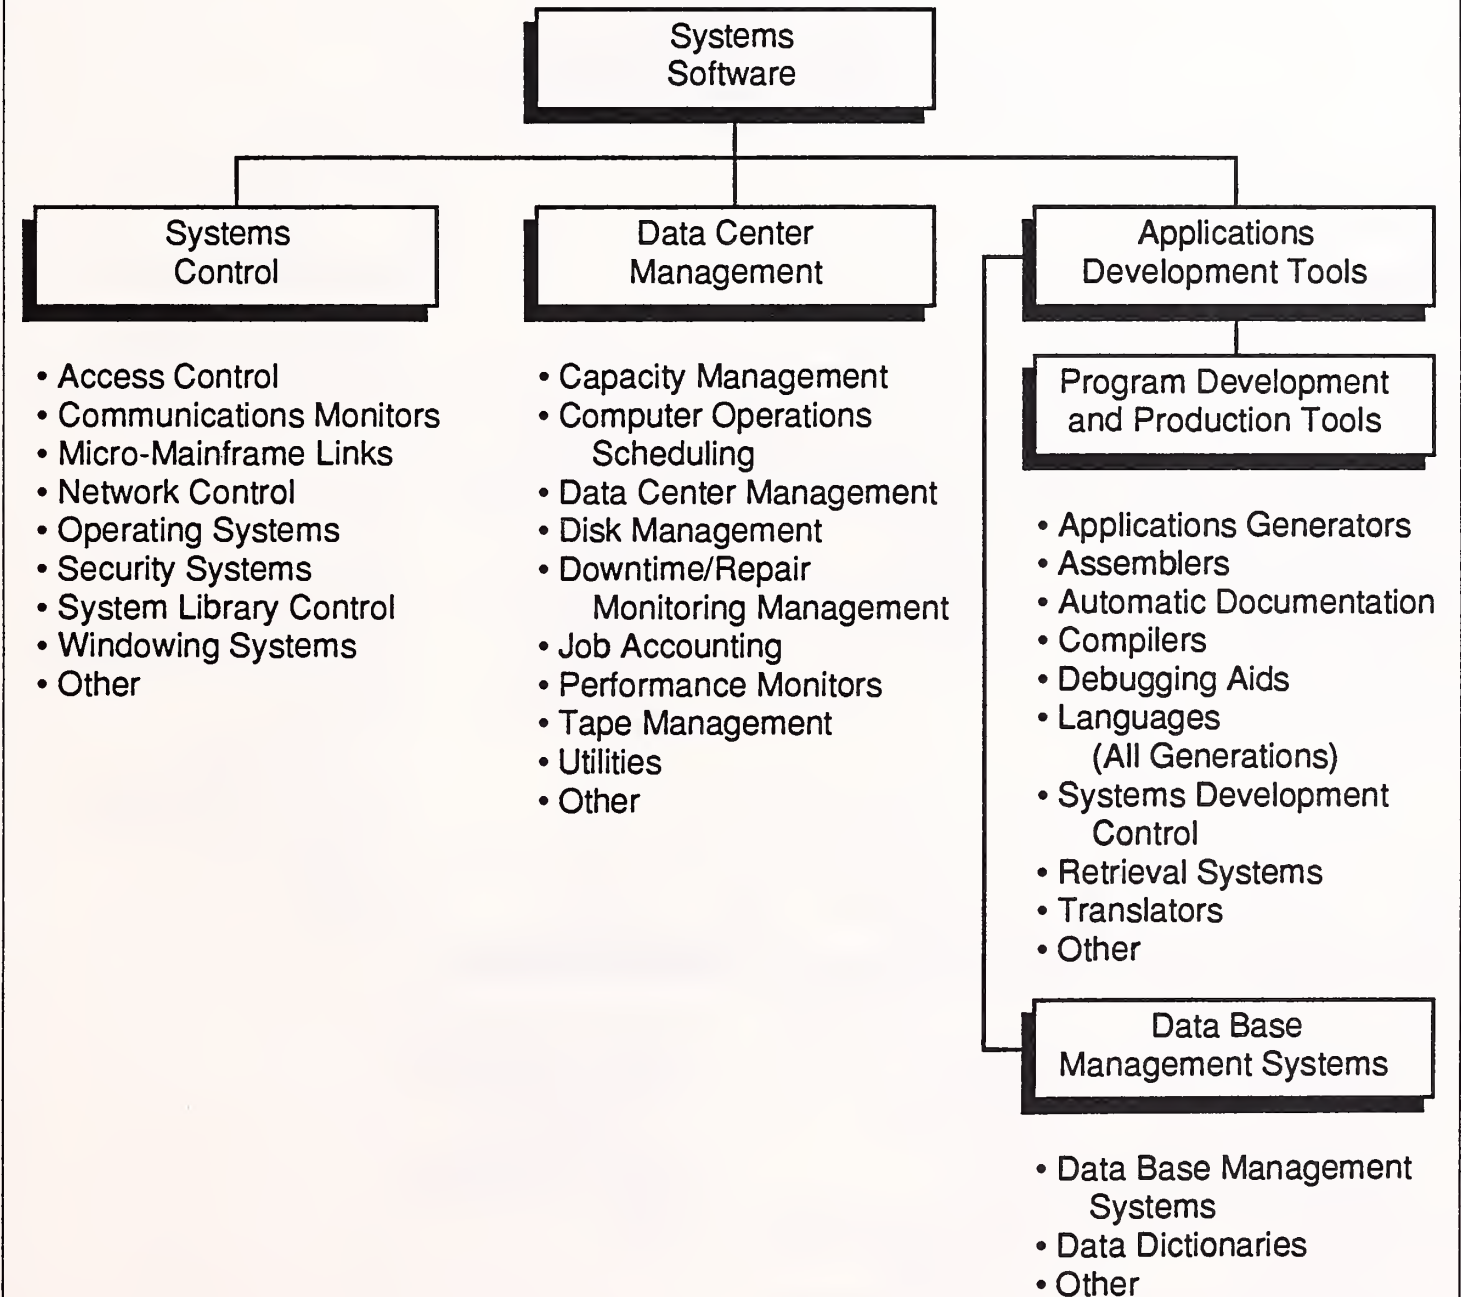 Systems
Software
Systems
Control
• Access Control
• Communications Monitors
• Micro-Mainframe Links
• Network Control
• Operating Systems
• Security Systems
• System Library Control
• Windowing Systems
• Other
Data Center
Management
• Capacity Management
• Computer Operations
Scheduling
• Data Center Management
• Disk Management
• Downtime/Repair
Monitoring Management
• Job Accounting
• Performance Monitors
• Tape Management
• Utilities
• Other
Applications
Development Tools
Program Development
and Production Tools
• Applications Generators
• Assemblers
• Automatic Documentation
• Compilers
• Debugging Aids
• Languages
(All Generations)
• Systems Development
Control
• Retrieval Systems
• Translators
• Other
Data Base
Management Systems
• Data Base Management
Systems
• Data Dictionaries
• Other